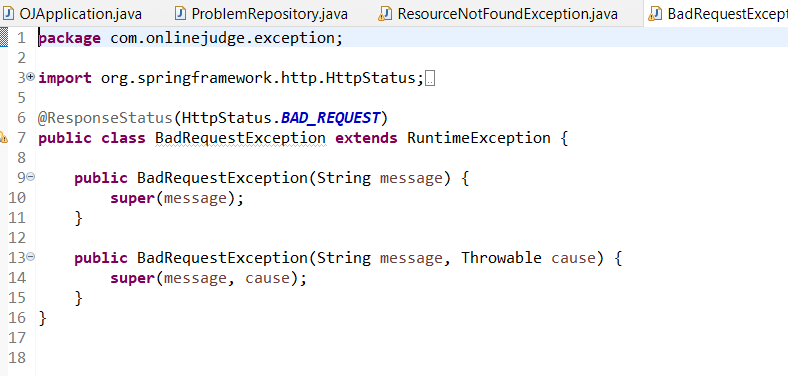 OJApplication.java ProblemRepository.java ResourceNotFoundException.java BadRequestExcept
1 package com.onlinejudge.exception;
2
3 import org.springframework.http.HttpStatus;
5
6 @ResponseStatus(HttpStatus.BAD_REQUEST)
7 public class BadRequestException extends RuntimeException {
8
9     public BadRequestException(String message) {
10         super(message);
11     }
12
13     public BadRequestException(String message, Throwable cause) {
14         super(message, cause);
15     }
16 }
17
18